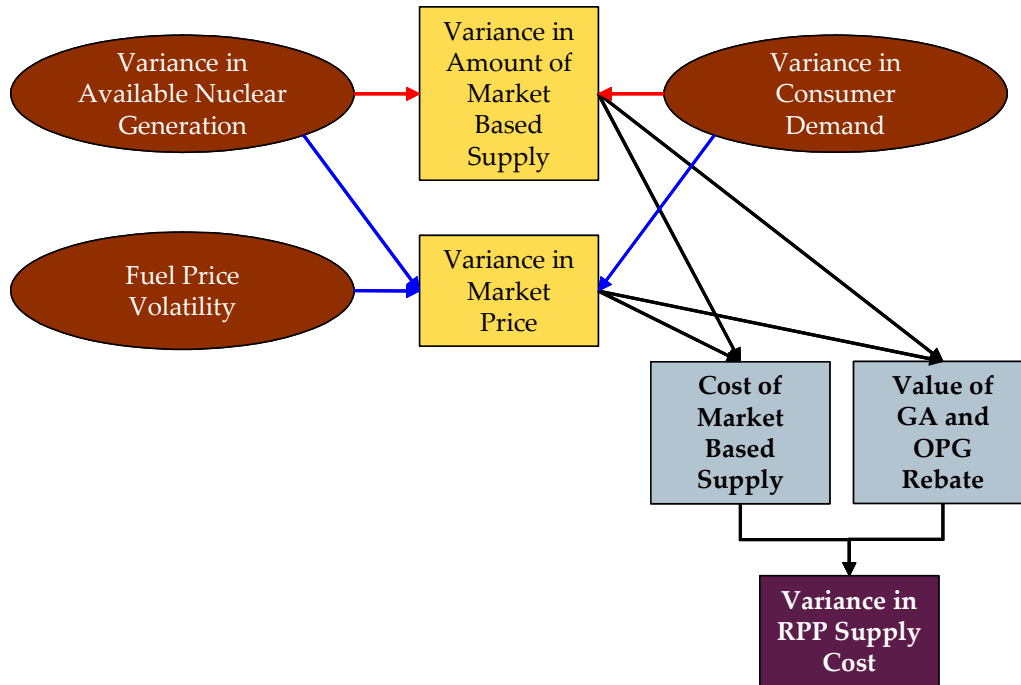 Variance in
Available Nuclear
Generation
Variance in
Amount of
Market
Based
Supply
Variance in
Consumer
Demand
Fuel Price
Volatility
Variance in
Market
Price
Cost of
Market
Based
Supply
Value of
GA and
OPG
Rebate
Variance in
RPP Supply
Cost